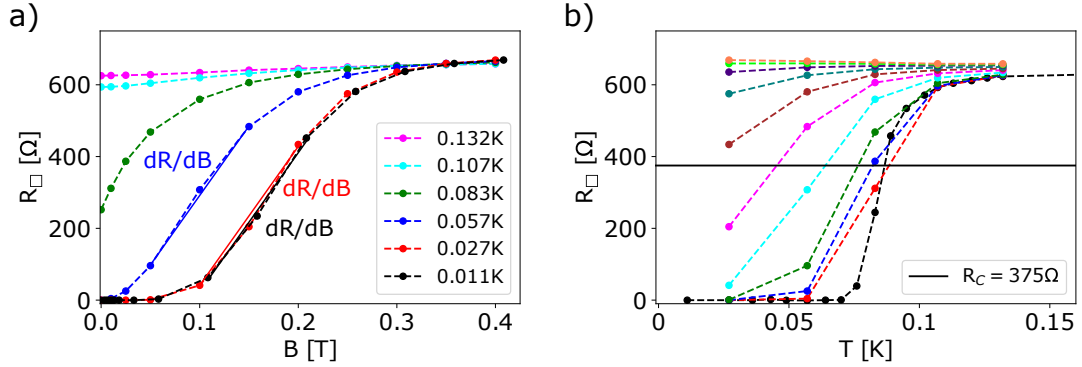 a)
600
400
200
0
R□ [Ω]
0.0
0.1
0.2
0.3
0.4
B [T]
dR/dB
dR/dB
dR/dB
0.132K
0.107K
0.083K
0.057K
0.027K
0.011K
b)
600
400
200
0
R□ [Ω]
0
0.05
0.1
0.15
T [K]
R_C = 375Ω